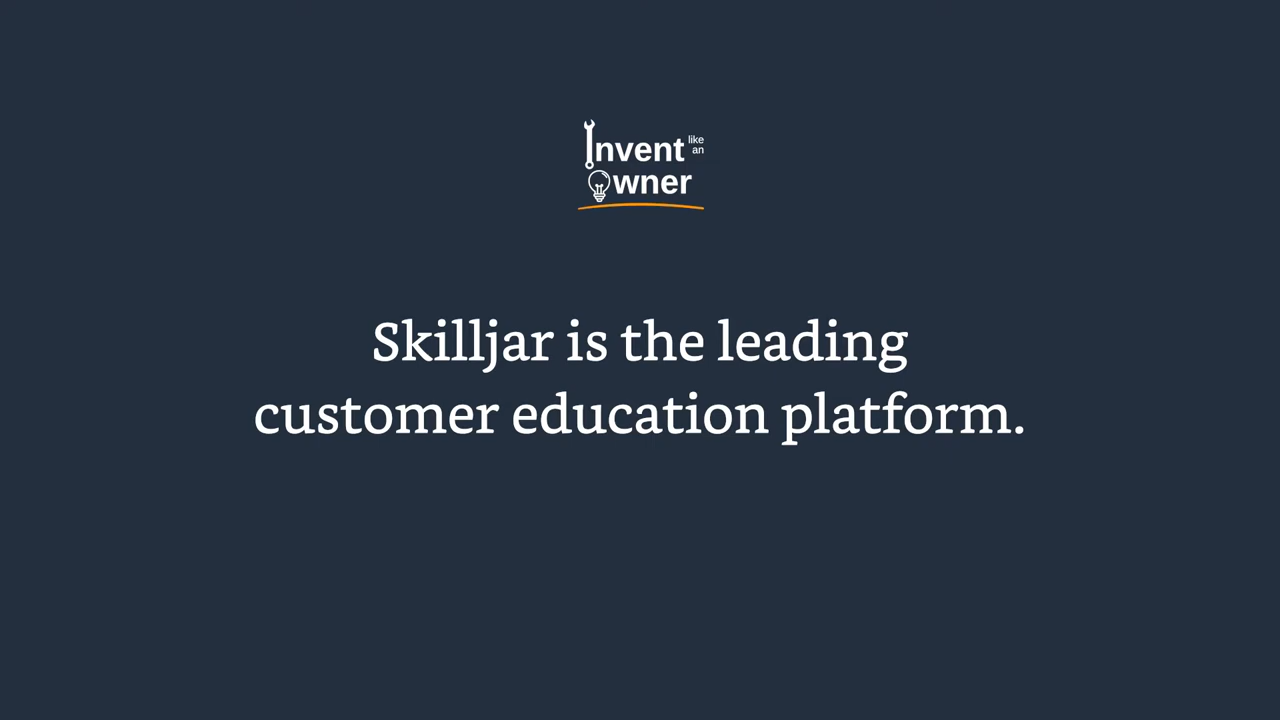 Invent like an
Owner
Skilljar is the leading
customer education platform.